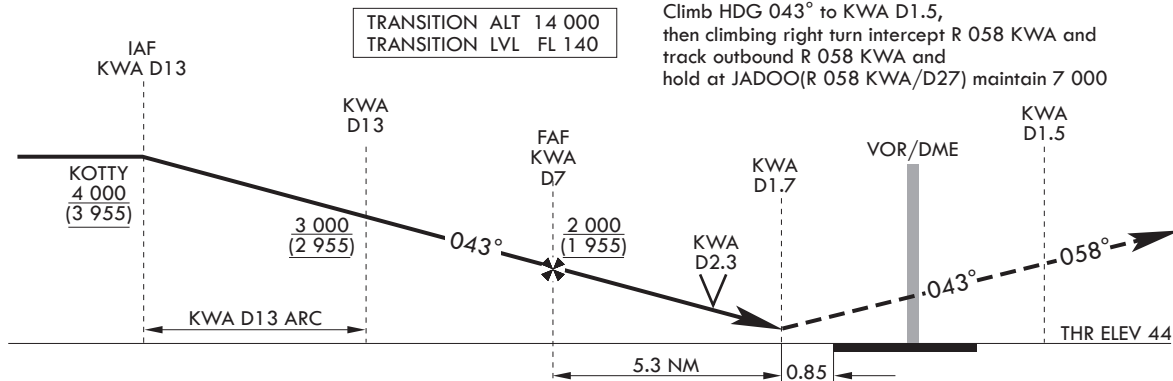 TRANSITION ALT 14 000
TRANSITION LVL FL 140
Climb HDG 043° to KWA D1.5,
then climbing right turn intercept R 058 KWA and
track outbound R 058 KWA and
hold at JADOO(R 058 KWA/D27) maintain 7 000
IAF
KWA D13
KWA
D13
FAF
KWA
D7
KWA
D1.7
VOR/DME
KWA
D1.5
KOTTY
4 000
(3 955)
3 000
(2 955)
043°
2 000
(1 955)
KWA
D2.3
043°
058°
KWA D13 ARC
THR ELEV 44
5.3 NM
0.85